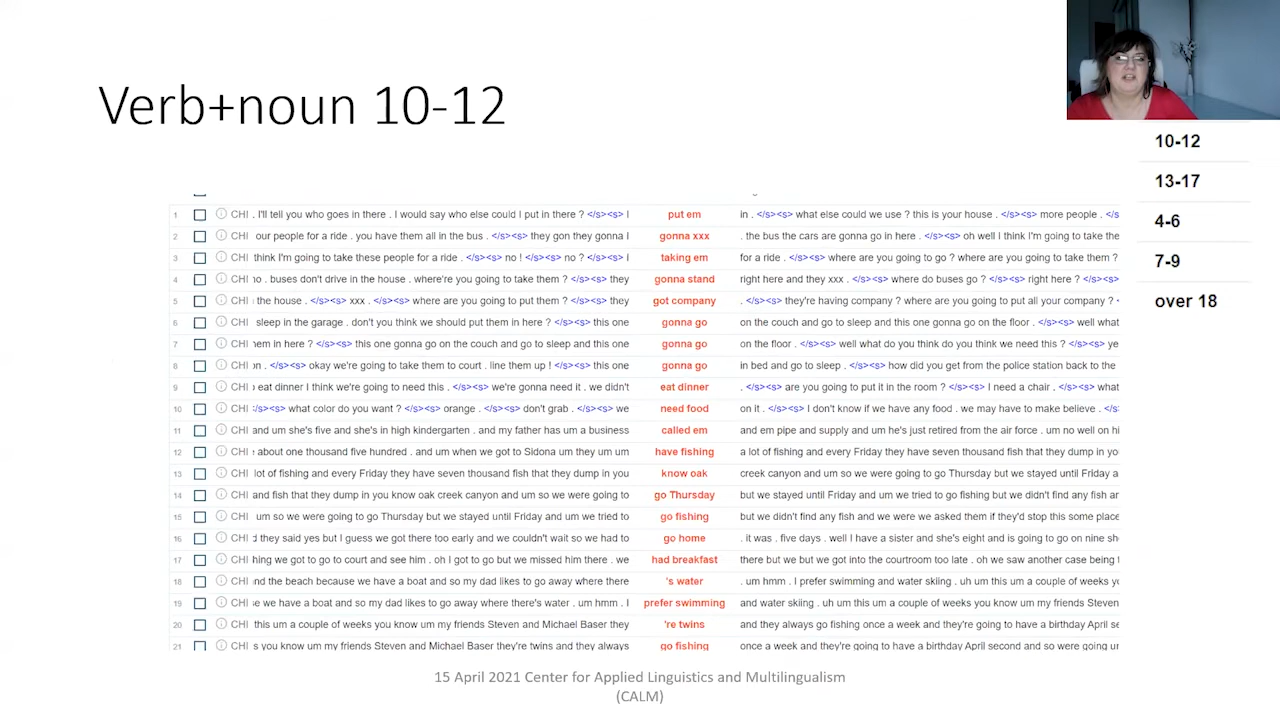 Verb+noun 10-12
10-12
13-17
4-6
7-9
over 18
1 CHI . I'll tell you who goes in there . I would say who else could I put in there ? </s><s> I put em in . </s><s> what else could we use ? this is your house . </s><s> more people . </s
2 CHI our people for a ride . you have them all in the bus . </s><s> they gon they gonna I gonna xxx . the bus the cars are gonna go in here . </s><s> oh well I think I'm going to take the
3 CHI think I'm going to take these people for a ride . </s><s> no ! </s><s> no ? </s><s> I taking em for a ride . </s><s> where are you going to go ? where are you going to take them ?
4 CHI no . buses don't drive in the house . where're you going to take them ? </s><s> they gonna stand right here and they xxx . </s><s> where do buses go ? </s><s> right here ? </s><s>
5 CHI the house . </s><s> xxx . </s><s> where are you going to put them ? </s><s> they got company . </s><s> they're having company ? where are you going to put all your company ?
6 CHI sleep in the garage . don't you think we should put them in here ? </s><s> this one gonna go on the couch and go to sleep and this one gonna go on the floor . </s><s> well what
7 CHI em in here ? </s><s> this one gonna go on the couch and go to sleep and this one gonna go on the floor . </s><s> well what do you think do you think we need this ? </s><s> ye
8 CHI on . </s><s> okay we're going to take them to court . line them up ! </s><s> this one gonna go in bed and go to sleep . </s><s> how did you get from the police station back to the
9 CHI eat dinner I think we're going to need this . </s><s> we're gonna need it . we didn't eat dinner . </s><s> are you going to put it in the room ? </s><s> I need a chair . </s><s> what
10 CHI /s><s> what color do you want ? </s><s> orange . </s><s> don't grab . </s><s> we need food on it . </s><s> I don't know if we have any food . we may have to make believe . </s
11 CHI and um she's five and she's in high kindergarten . and my father has um a business called em and em pipe and supply and um he's just retired from the air force . um no well on hi
12 CHI about one thousand five hundred . and um when we got to Sidona um they um um have fishing a lot of fishing and every Friday they have seven thousand fish that they dump in yo
13 CHI lot of fishing and every Friday they have seven thousand fish that they dump in you know oak creek canyon and um so we were going to go Thursday but we stayed until Friday a
14 CHI and fish that they dump in you know oak creek canyon and um so we were going to go Thursday but we stayed until Friday and um we tried to go fishing but we didn't find any fish ar
15 CHI um so we were going to go Thursday but we stayed until Friday and um we tried to go fishing but we didn't find any fish and we were we asked them if they'd stop this some place
16 CHI d they said yes but I guess we got there too early and we couldn't wait so we had to go home . it was . five days . well I have a sister and she's eight and is going to go on nine sh
17 CHI hing we got to go to court and see him . oh I got to go but we missed him there . we had breakfast there but we but we got into the courtroom too late . oh we saw another case being t
18 CHI nd the beach because we have a boat and so my dad likes to go away where there 's water . um hmm . I prefer swimming and water skiing . uh um this um a couple of weeks yo
19 CHI e we have a boat and so my dad likes to go away where there's water . um hmm . I prefer swimming and water skiing . uh um this um a couple of weeks you know um my friends Steven
20 CHI this um a couple of weeks you know um my friends Steven and Michael Baser they 're twins and they always go fishing once a week and they're going to have a birthday April se
21 CHI s you know um my friends Steven and Michael Baser they're twins and they always go fishing once a week and they're going to have a birthday April second and so were going ur
15 April 2021 Center for Applied Linguistics and Multilingualism
(CALM)